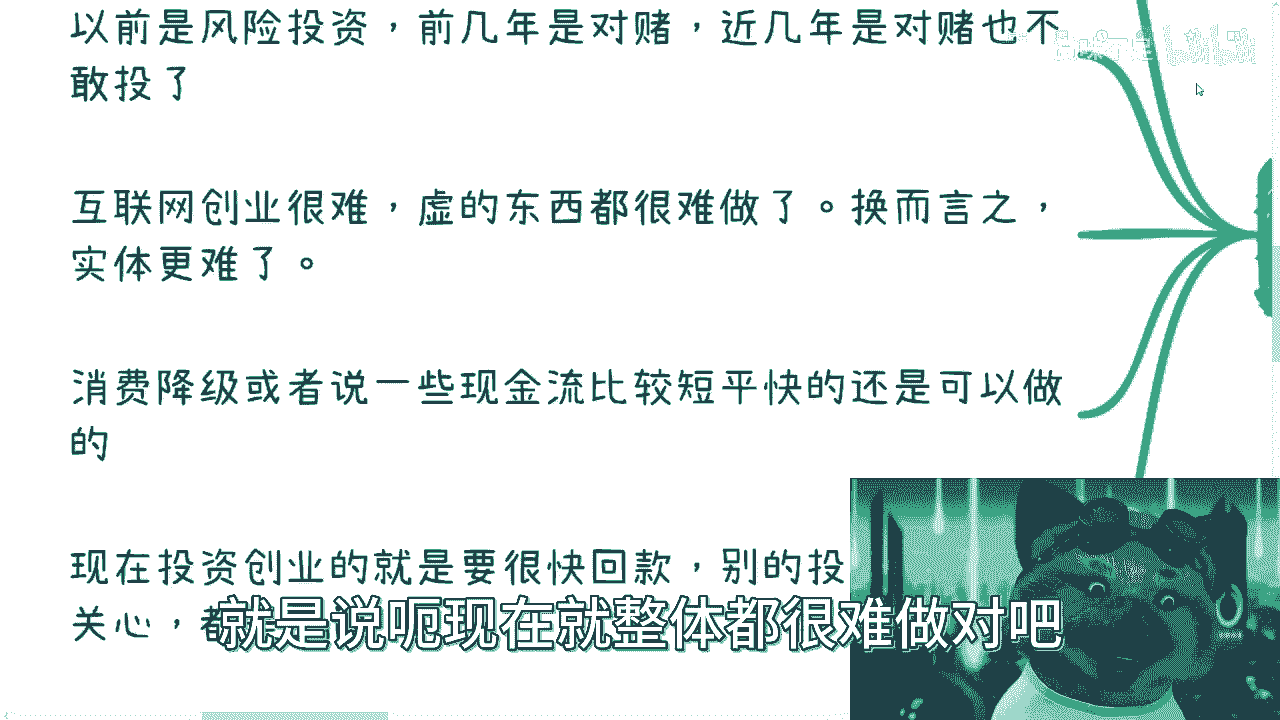 以前是风险投资，前几年是对赌，近几年是对赌也不
敢投了
互联网创业很难，虚的东西都很难做了。换而言之，
实体更难了。
消费降级或者说一些现金流比较短平快的还是可以做
的
现在投资创业的就是要很快回款，别的投
关心，都
就是说呃现在就整体都很难做对吧